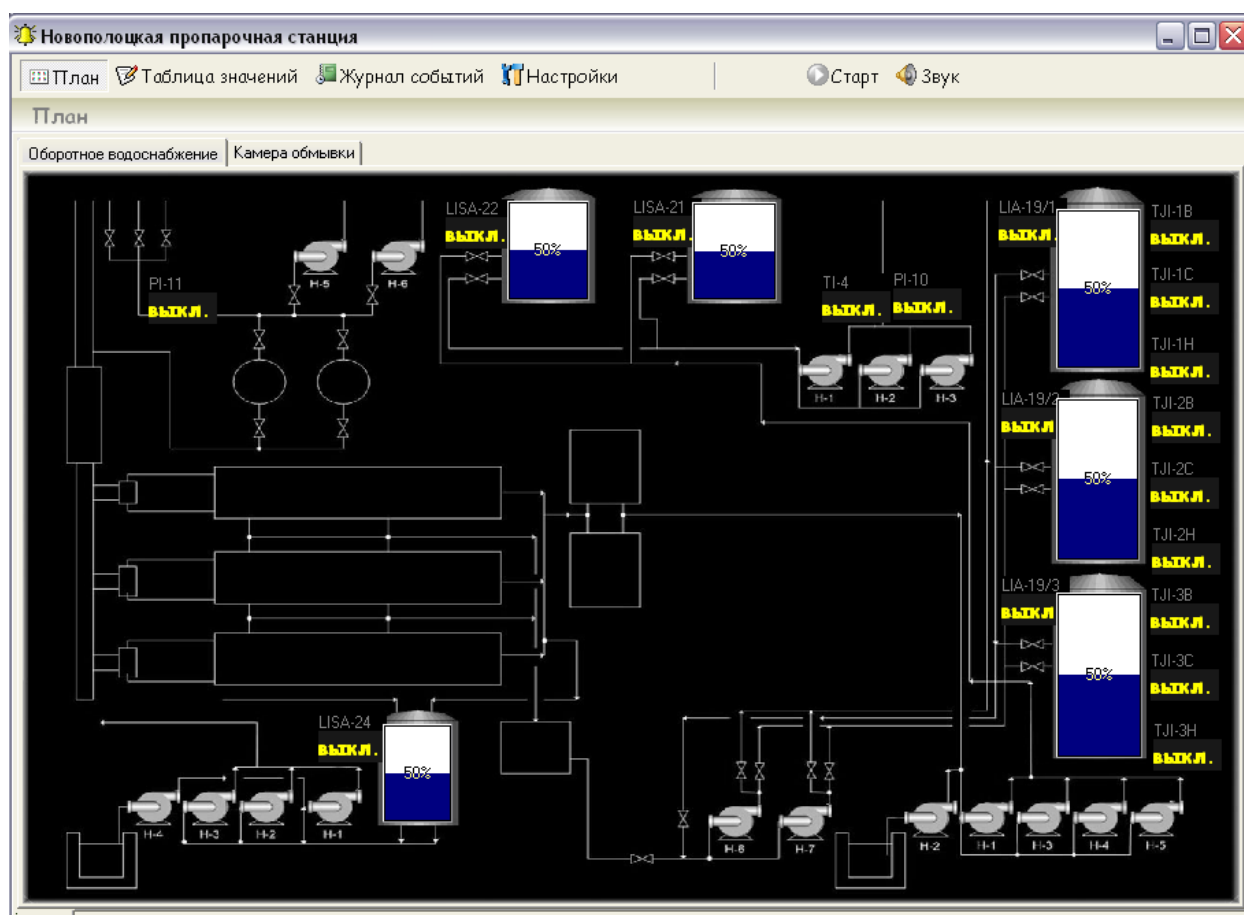 Новополоцкая пропарочная станция
План Таблица значений Журнал событий Настройки Старт Звук
План
Оборотное водоснабжение Камера обмывки
LISA-22 LISA-21 LIA-19/1 TJI-1B
ВЫКЛ. ВЫКЛ. ВЫКЛ. ВЫКЛ.
50% 50%
PI-11 Н-5 Н-6 TI-4 PI-10 50% TJI-1C
ВЫКЛ. ВЫКЛ. ВЫКЛ. ВЫКЛ.
TJI-1H
ВЫКЛ.
Н-1 Н-2 Н-3 LIA-19/2 TJI-2B
ВЫКЛ ВЫКЛ.
50% TJI-2C
ВЫКЛ.
TJI-2H
ВЫКЛ.
LIA-19/3 TJI-3B
ВЫКЛ ВЫКЛ.
50% TJI-3C
ВЫКЛ.
LISA-24 TJI-3H
ВЫКЛ. ВЫКЛ.
50%
Н-4 Н-3 Н-2 Н-1 Н-6 Н-7 Н-2 Н-1 Н-3 Н-4 Н-5